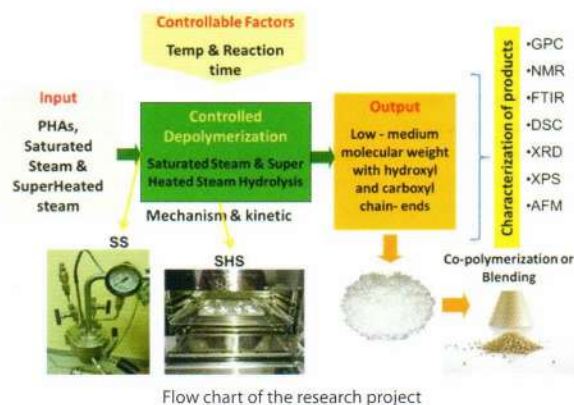 Controllable Factors
Temp & Reaction
time
Input
PHAs,
Saturated
Steam &
SuperHeated
steam
Controlled
Depolymerization
Saturated Steam & Super
Heated Steam Hydrolysis
Mechanism & kinetic
SS
SHS
Output
Low - medium
molecular weight
with hydroxyl
and carboxyl
chain- ends
Characterization of products
•GPC
•NMR
•FTIR
•DSC
•XRD
•XPS
•AFM
Co-polymerization or
Blending
Flow chart of the research project